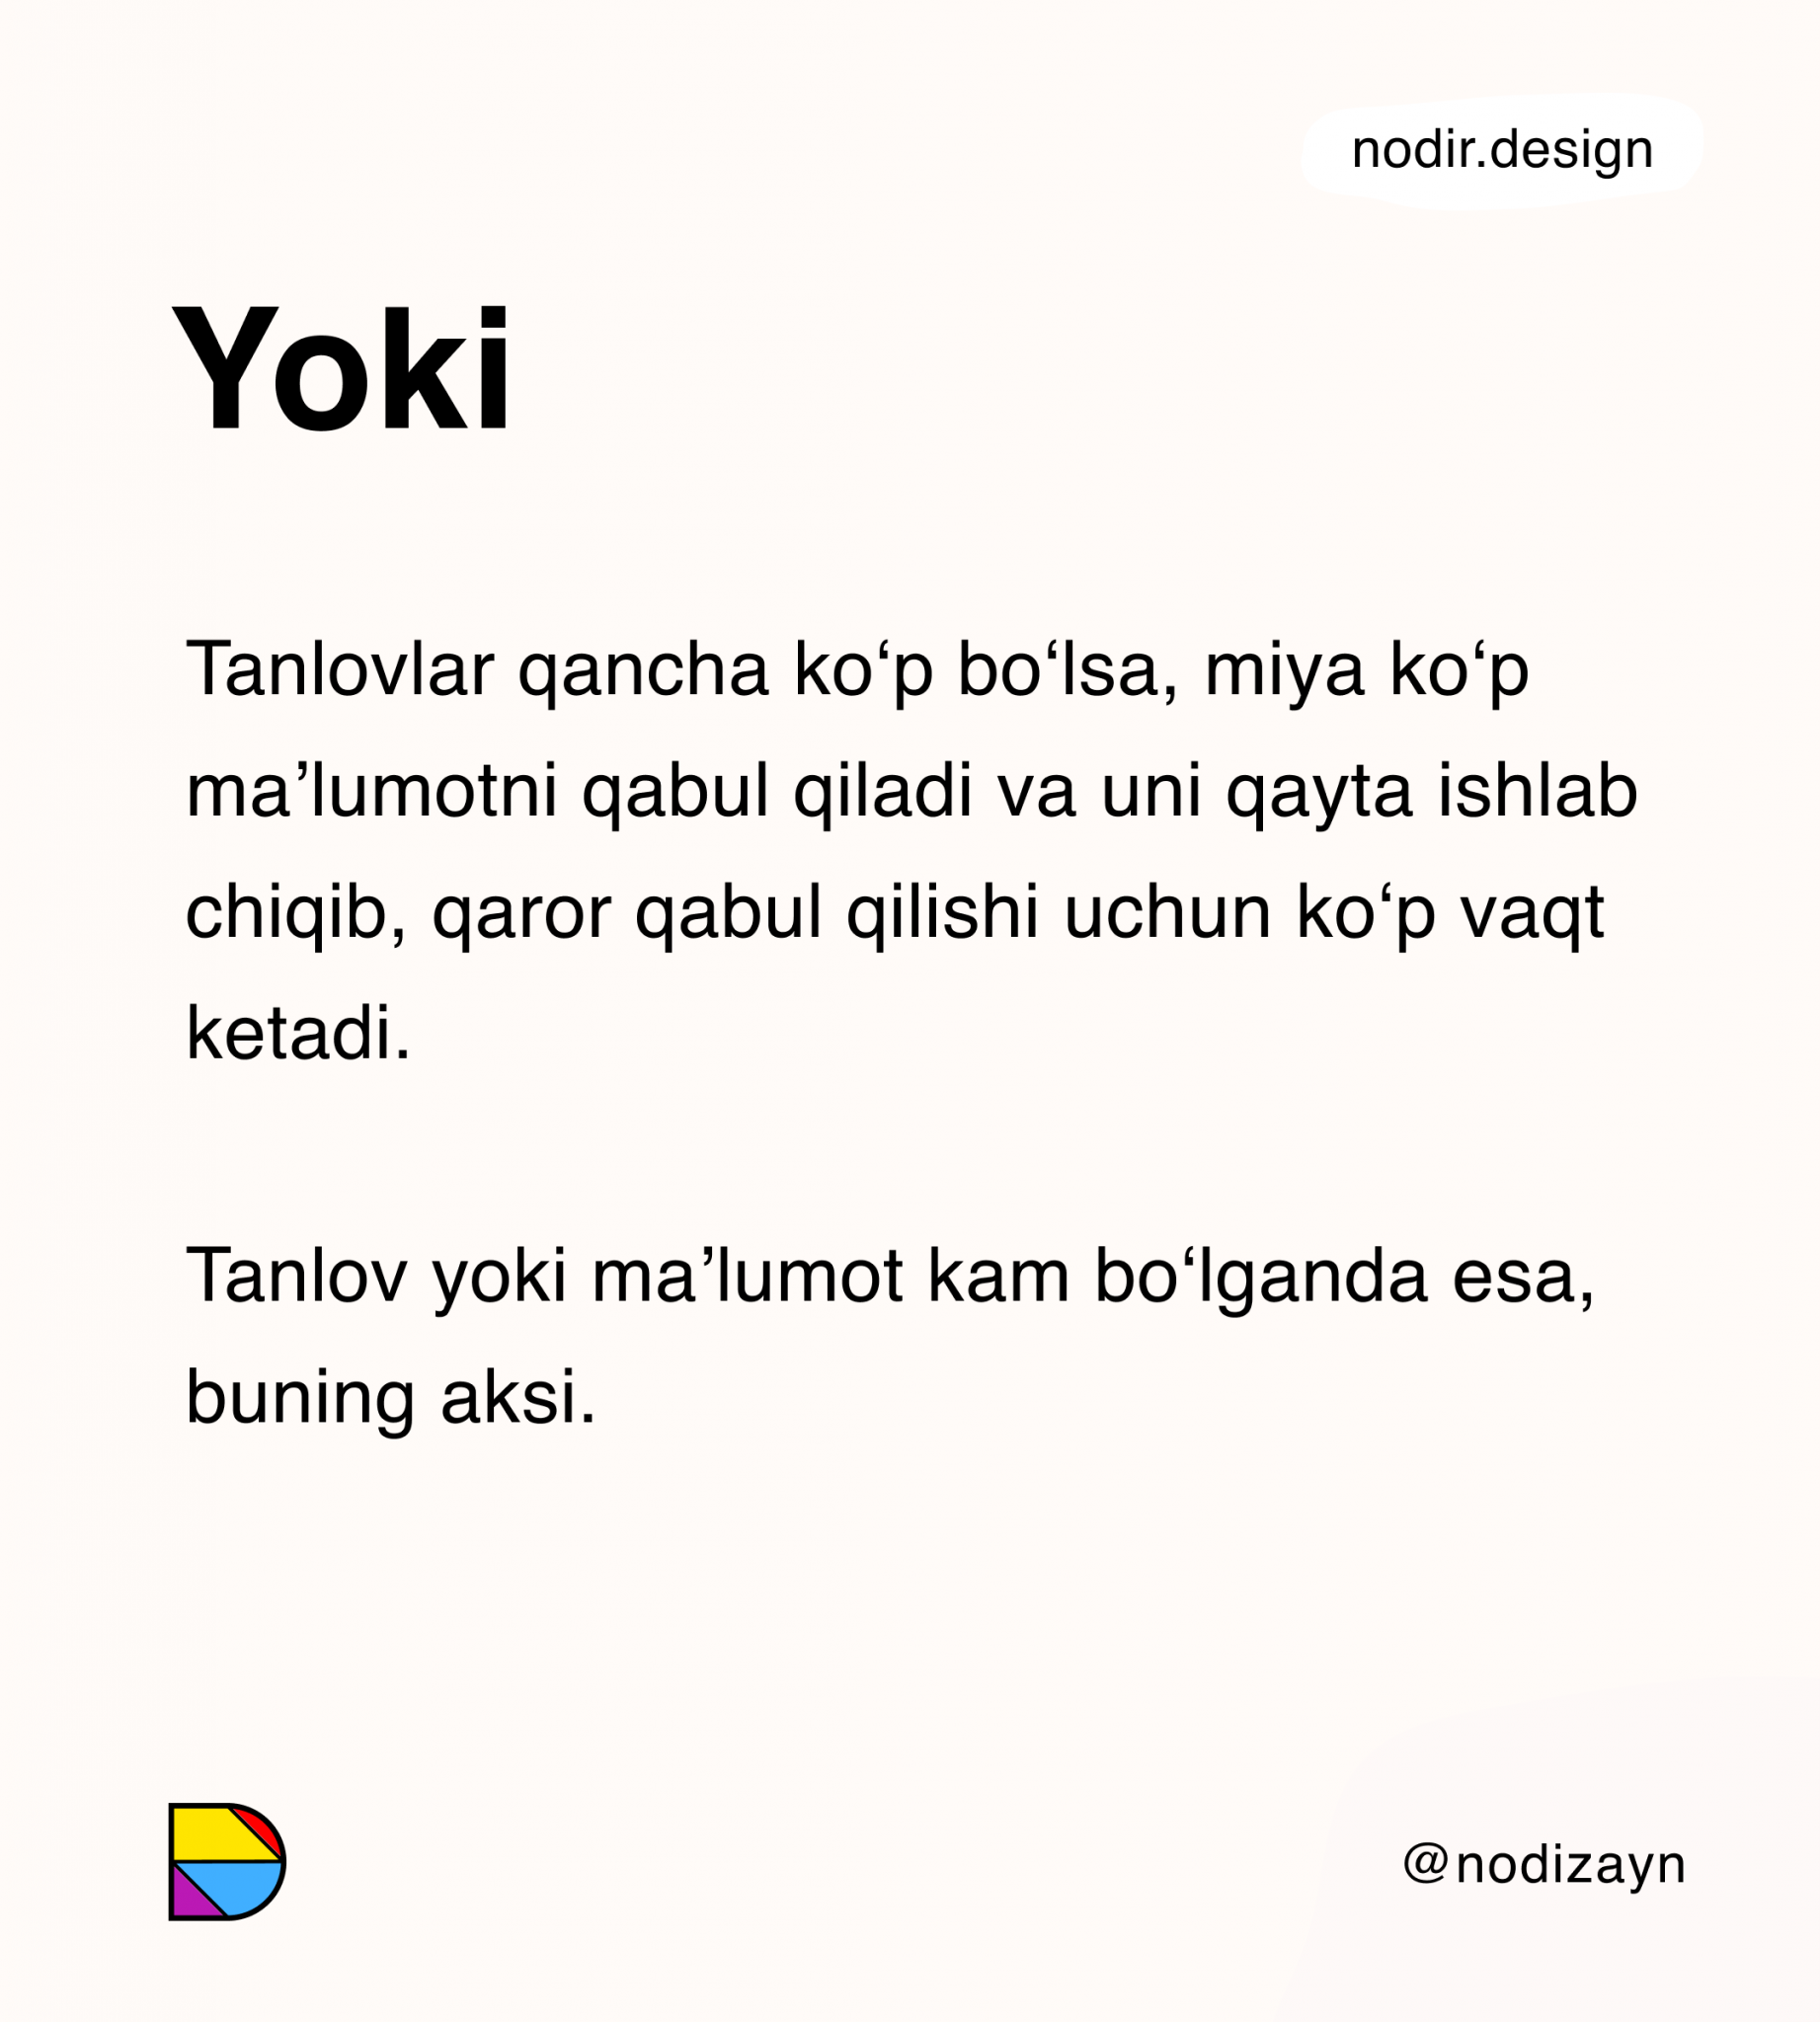 nodir.design
Yoki
Tanlovlar qancha ko‘p bo‘lsa, miya ko‘p
ma’lumotni qabul qiladi va uni qayta ishlab
chiqib, qaror qabul qilishi uchun ko‘p vaqt
ketadi.
Tanlov yoki ma’lumot kam bo‘lganda esa,
buning aksi.
@nodizayn